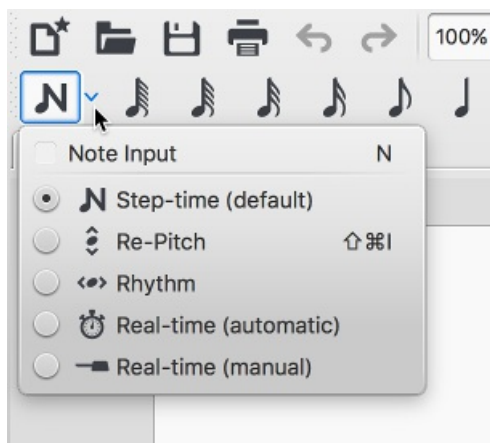 100%
Note Input N
Step-time (default)
Re-Pitch ⇧⌘I
Rhythm
Real-time (automatic)
Real-time (manual)